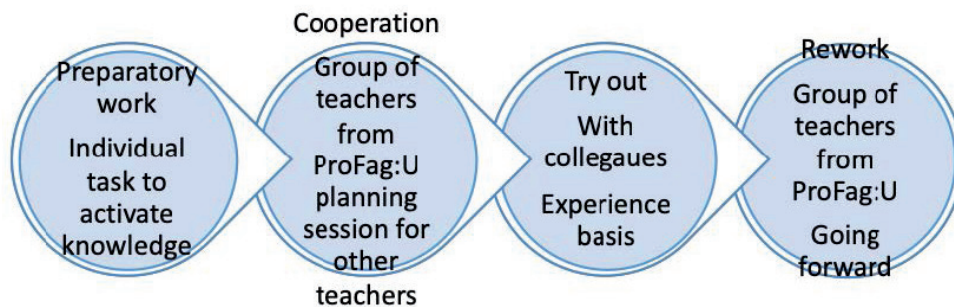 Preparatory
work
Individual
task to
activate
knowledge
Cooperation
Group of
teachers
from
ProFag:U
planning
session for
other
teachers
Try out
With
collegaues
Experience
basis
Rework
Group of
teachers
from
ProFag:U
Going
forward